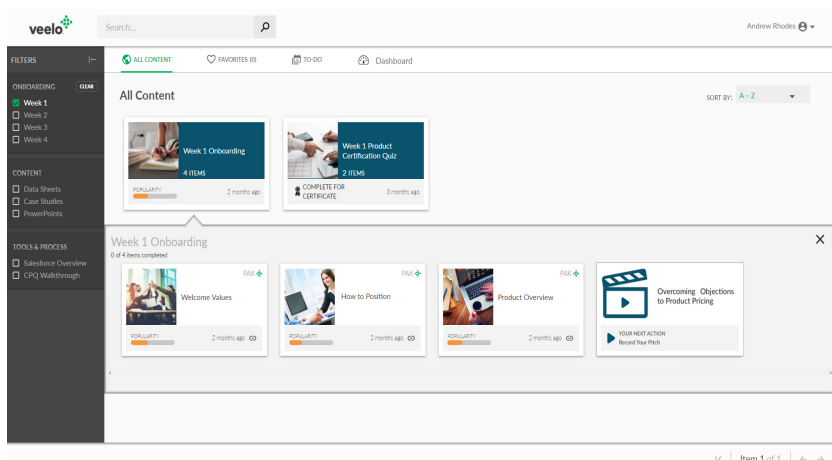 veelo
Search...
Andrew Rhodes
FILTERS
ALL CONTENT
FAVORITES (0)
TO-DO
Dashboard
ONBOARDING
CLEAR
Week 1
Week 2
Week 3
Week 4
CONTENT
Data Sheets
Case Studies
PowerPoints
TOOLS & PROCESS
Salesforce Overview
CPQ Walkthrough
All Content
SORT BY:
A - Z
Week 1 Onboarding
4 ITEMS
POPULARITY
2 months ago
Week 1 Product
Certification Quiz
2 ITEMS
COMPLETE FOR
CERTIFICATE
3 months ago
Week 1 Onboarding
0 of 4 items completed
PAK
Welcome Values
POPULARITY
2 months ago
PAK
How to Position
POPULARITY
2 months ago
PAK
Product Overview
POPULARITY
2 months ago
Overcoming Objections
to Product Pricing
YOUR NEXT ACTION
Record Your Pitch
Item 1 of 1